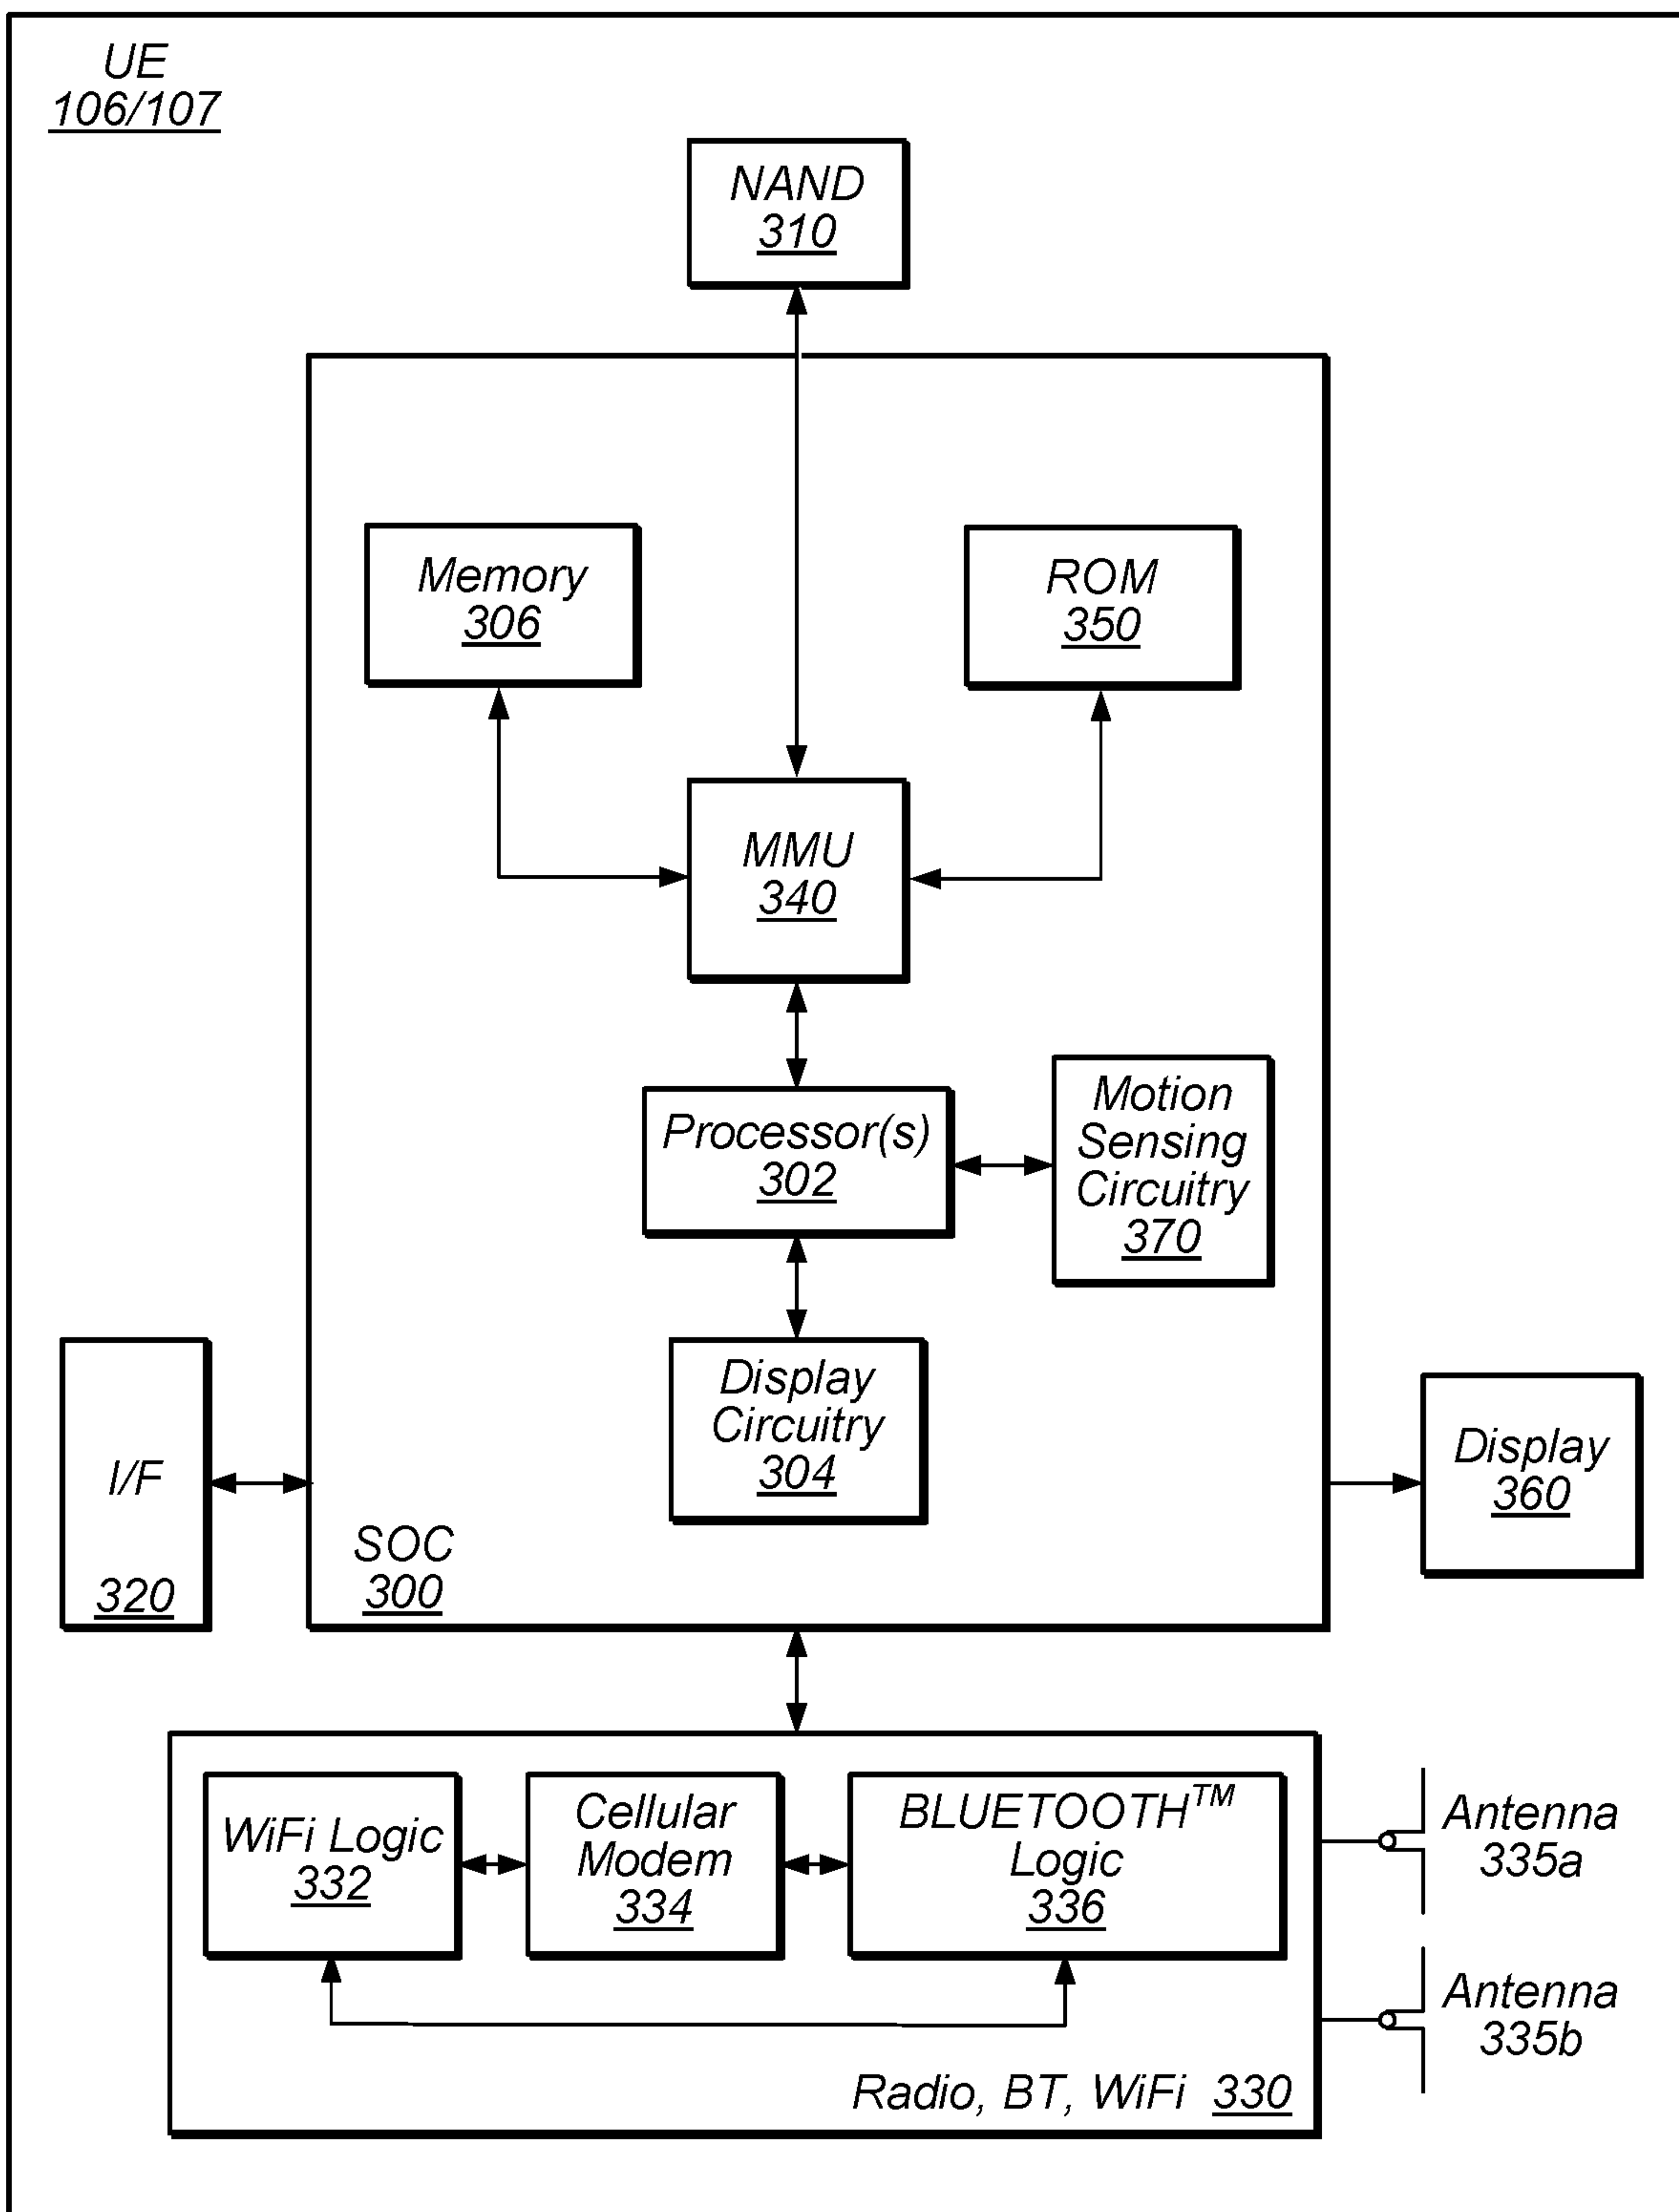 UE
106/107
NAND
310
Memory
306
ROM
350
MMU
340
Processor(s)
302
Motion
Sensing
Circuitry
370
Display
Circuitry
304
I/F
320
SOC
300
Display
360
WiFi Logic
332
Cellular
Modem
334
BLUETOOTH™
Logic
336
Antenna
335a
Antenna
335b
Radio, BT, WiFi 330